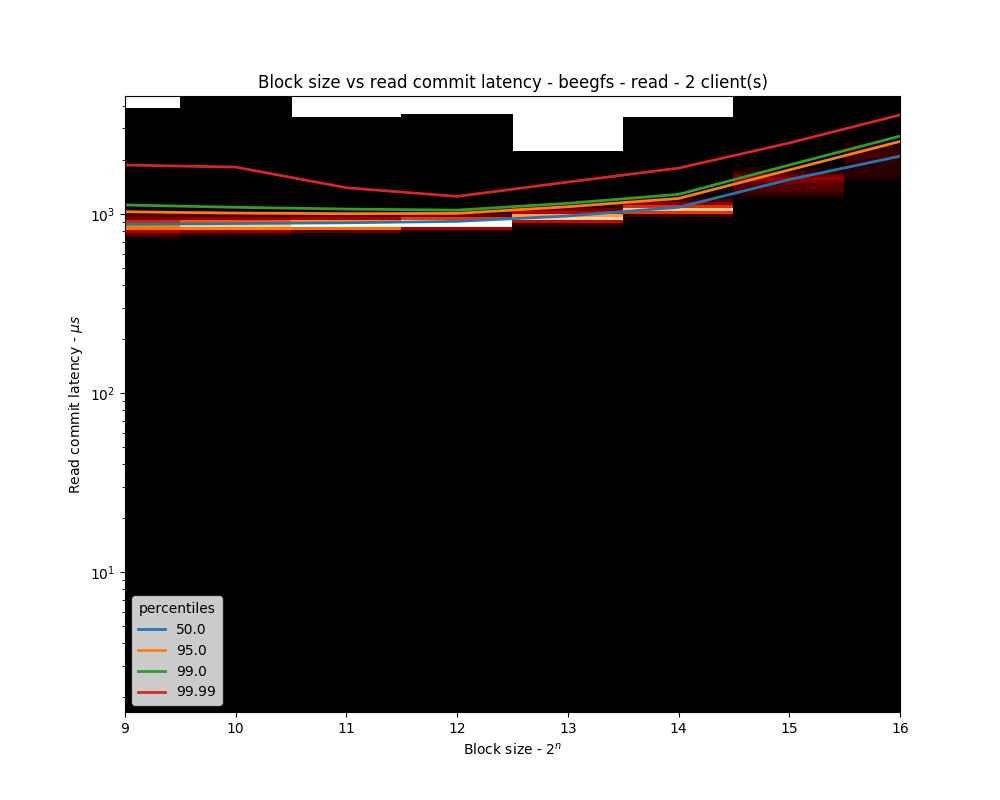 Block size vs read commit latency - beegfs - read - 2 client(s)
Read commit latency - μs
10³
10²
10¹
percentiles
50.0
95.0
99.0
99.99
9 10 11 12 13 14 15 16
Block size - 2ⁿ